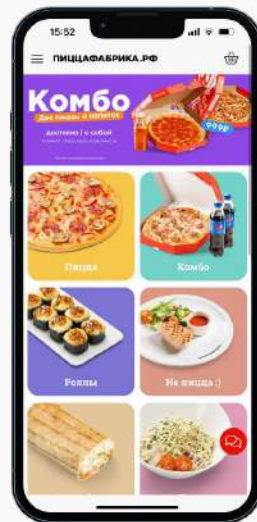 15:52
ПИЦЦАФАБРИКА.РФ
Комбо
Две пиццы и напиток
999₽
доставка | с собой
Пицца
Комбо
Роллы
Не пицца :)